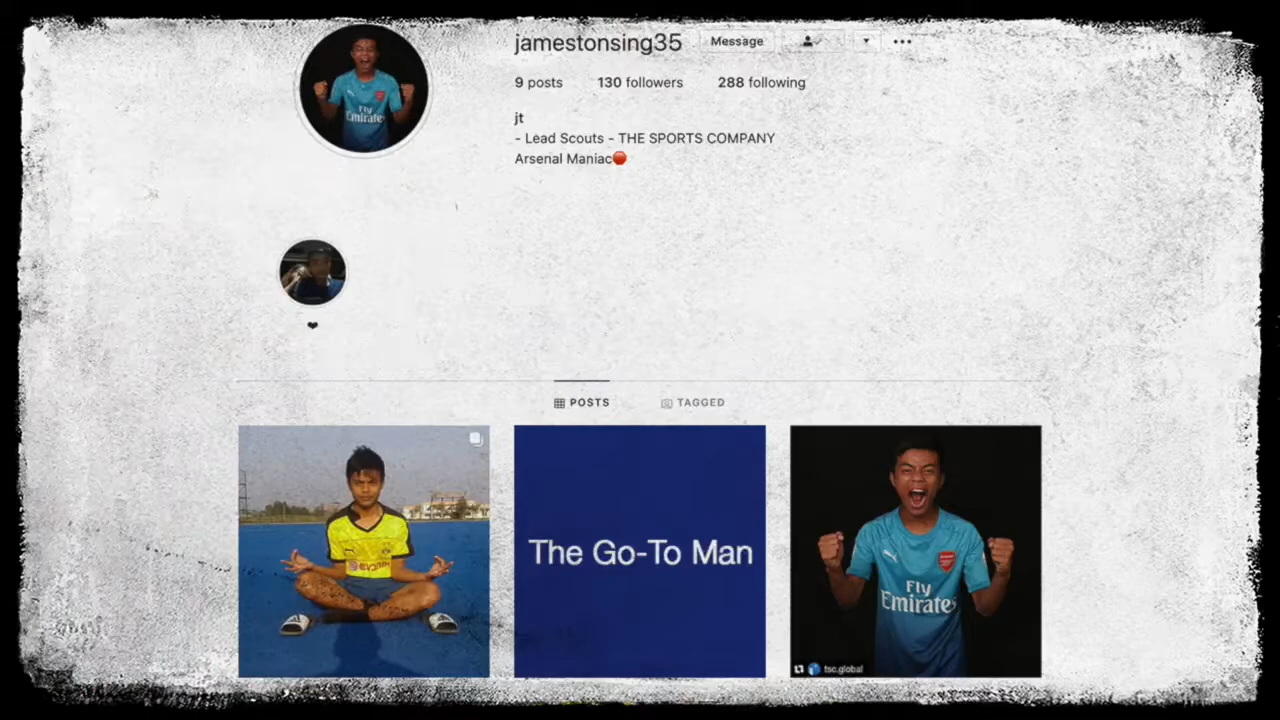 jamestonsing35 Message
9 posts 130 followers 288 following
jt
- Lead Scouts - THE SPORTS COMPANY
Arsenal Maniac
POSTS TAGGED
The Go-To Man
Fly
Emirates
Fly
Emirates
tsc.global